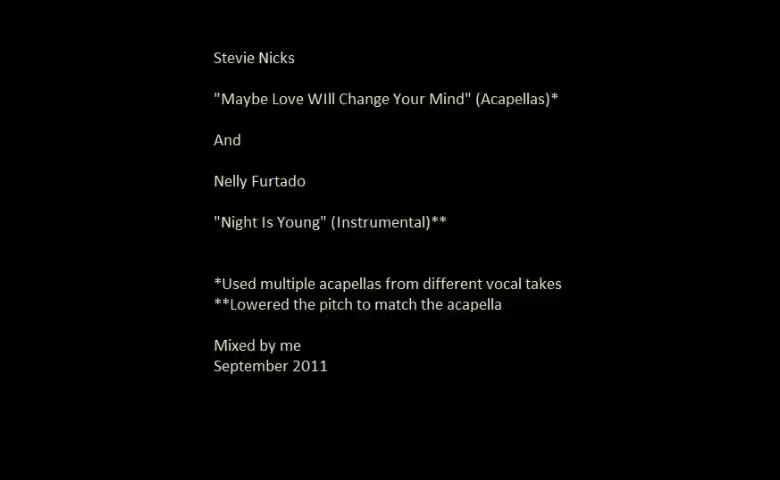 Stevie Nicks
"Maybe Love WIll Change Your Mind" (Acapellas)*
And
Nelly Furtado
"Night Is Young" (Instrumental)**
*Used multiple acapellas from different vocal takes
**Lowered the pitch to match the acapella
Mixed by me
September 2011